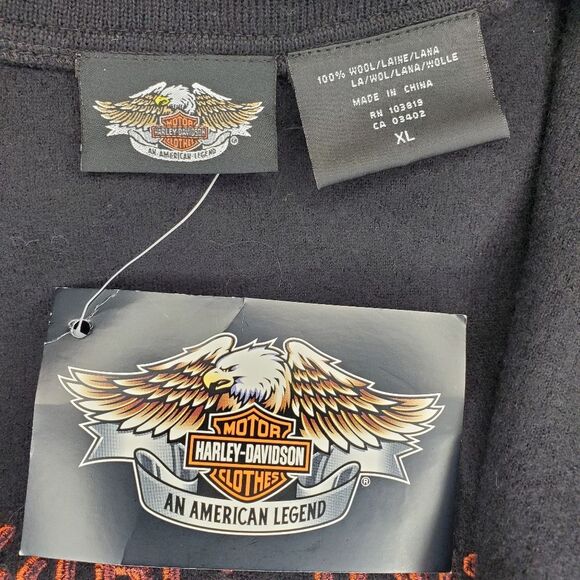 MOTOR
HARLEY-DAVIDSON
CLOTHES
AN AMERICAN LEGEND
®
100% WOOL/LAINE/LANA
LA/WOL/LANA/WOLLE
MADE IN CHINA
RN 103819
CA 03402
XL
MOTOR
HARLEY-DAVIDSON
CLOTHES
®
AN AMERICAN LEGEND